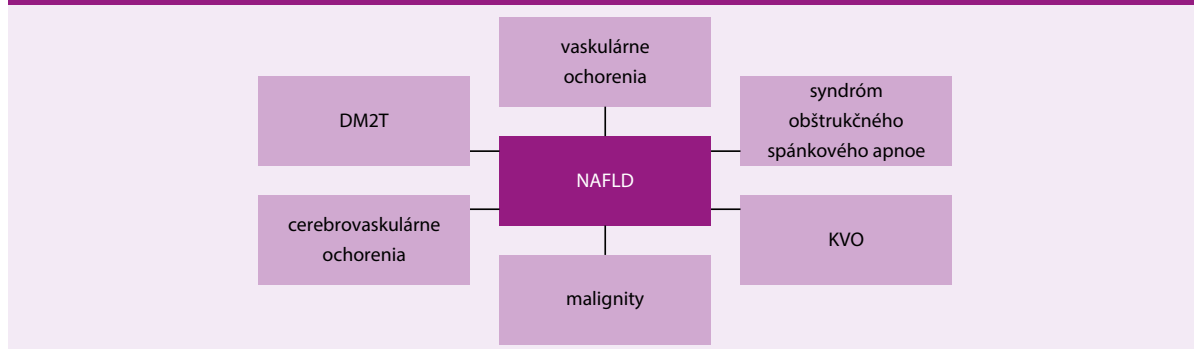 vaskulárne
ochorenia
DM2T
syndróm
obštrukčného
spánkového apnoe
NAFLD
cerebrovaskulárne
ochorenia
KVO
malignity